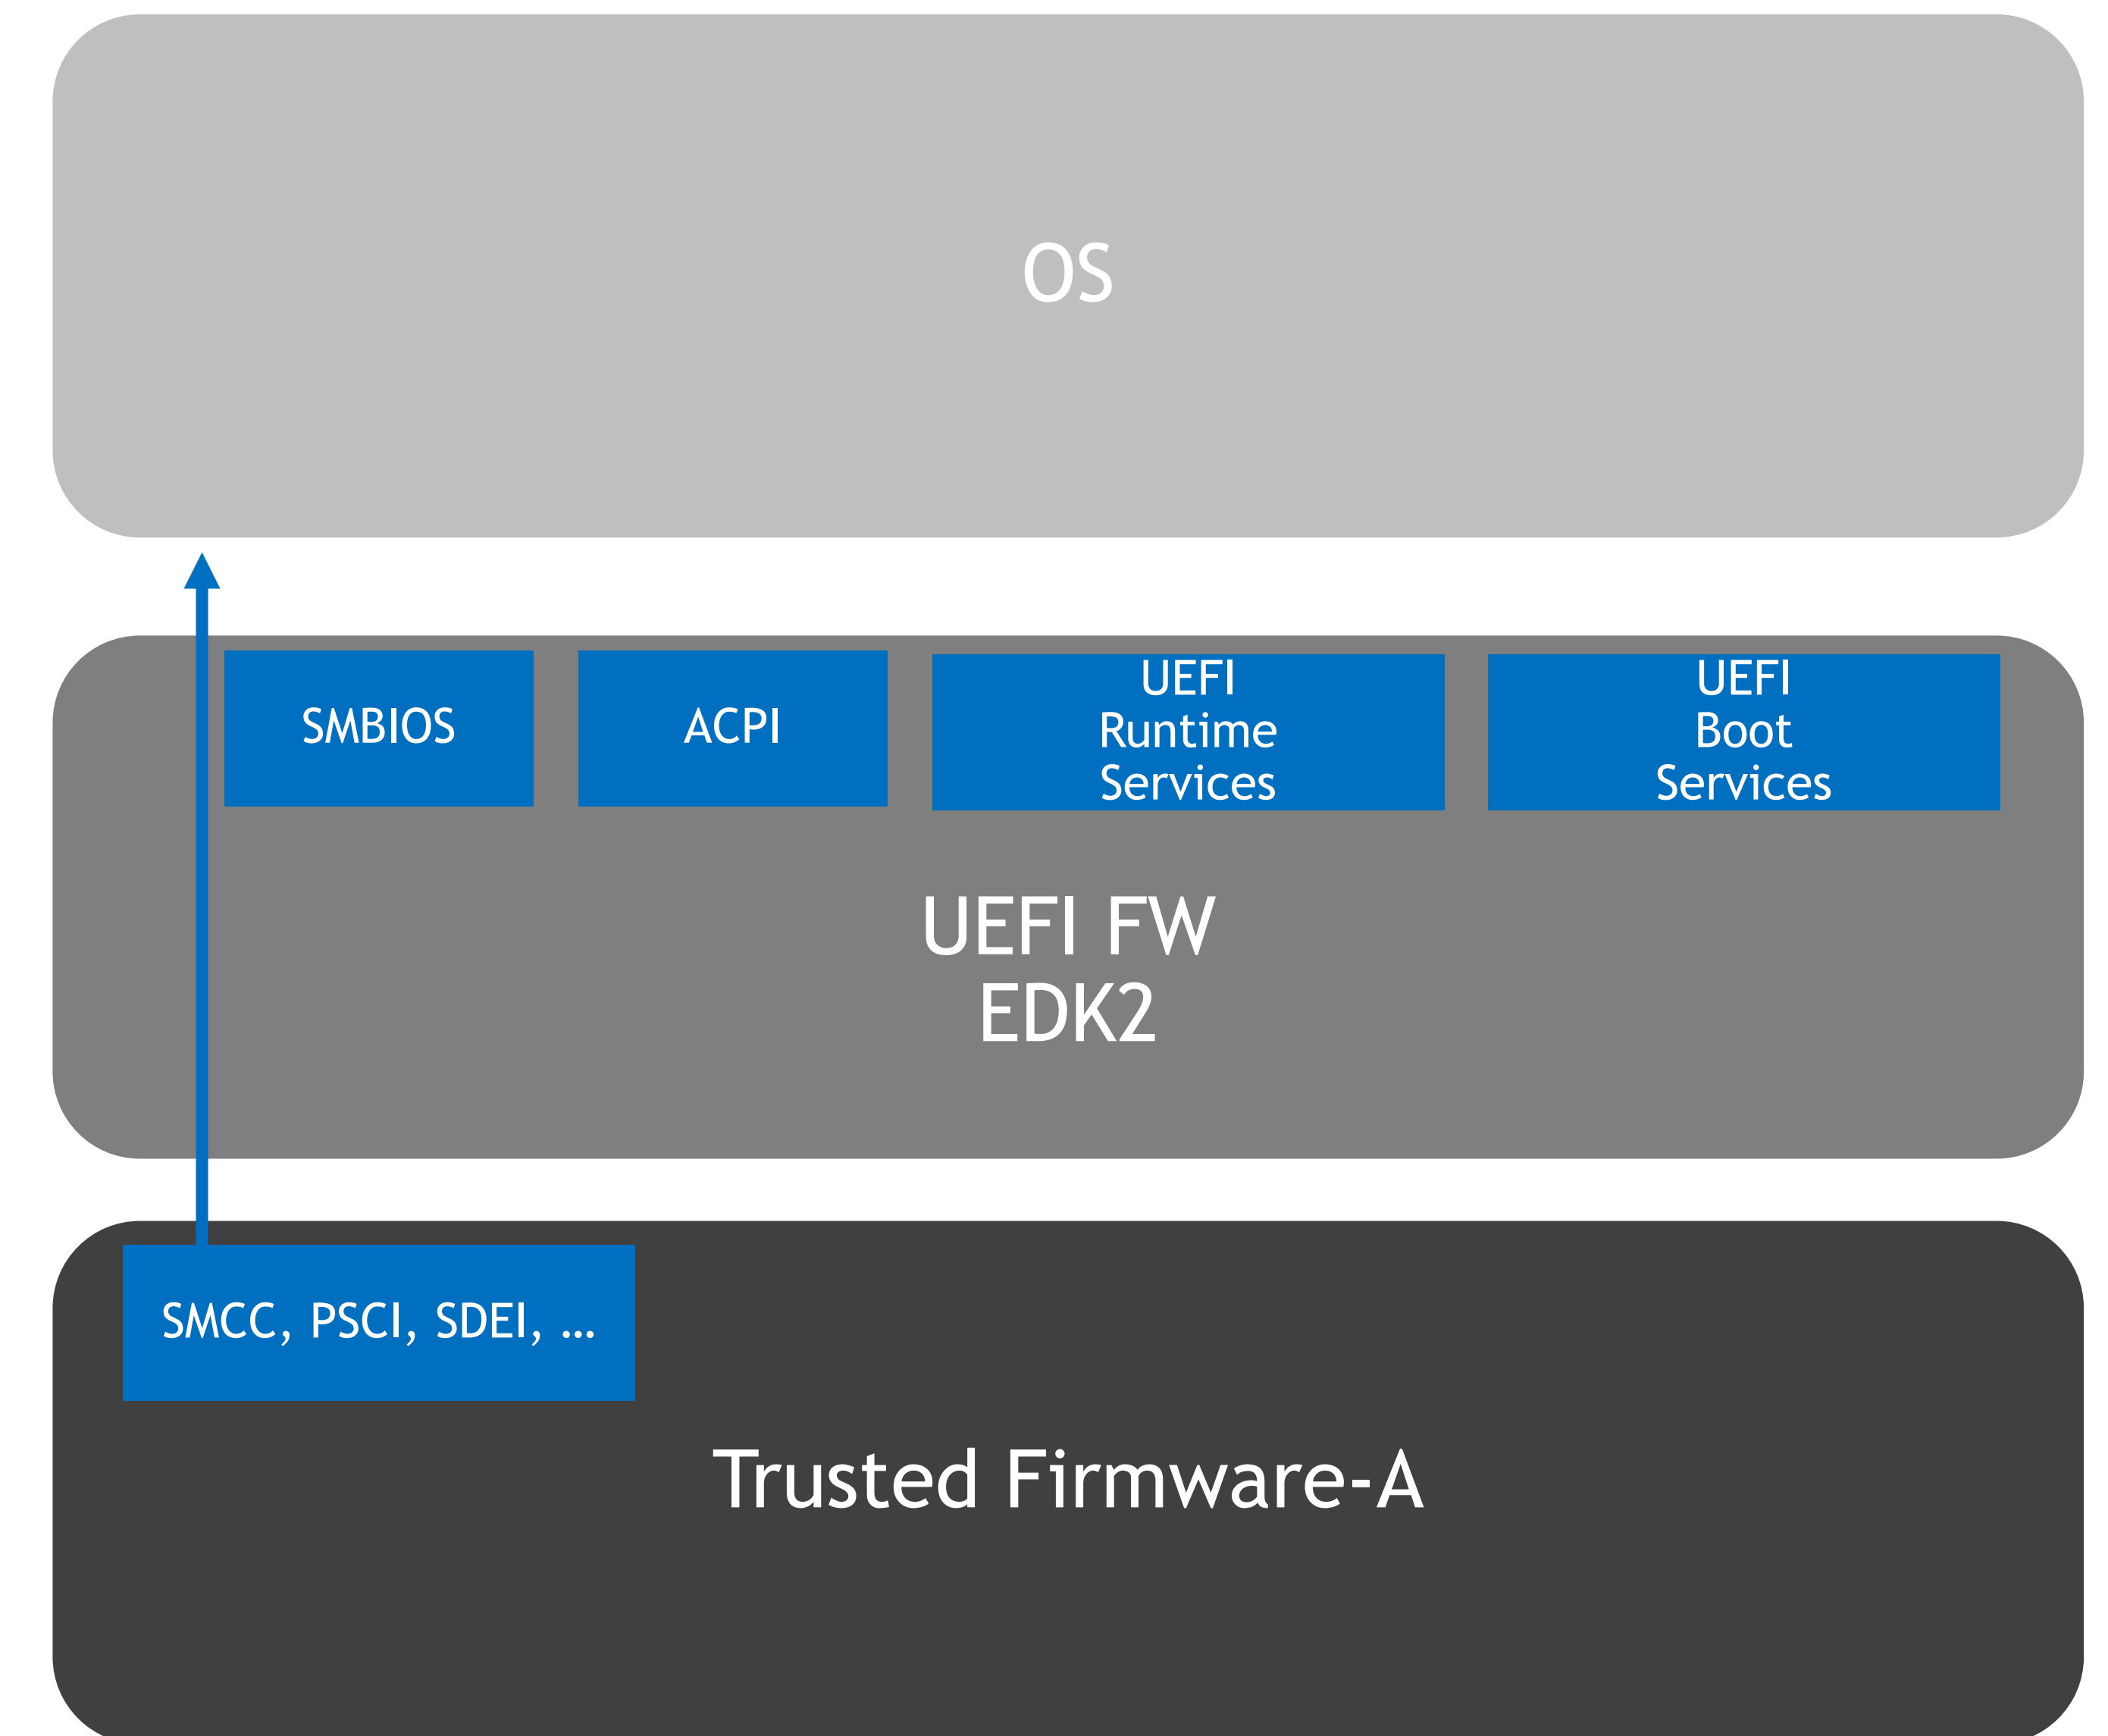 OS
SMBIOS
ACPI
UEFI
Runtime
Services
UEFI
Boot
Services
UEFI FW
EDK2
SMCC, PSCI, SDEI, ...
Trusted Firmware-A